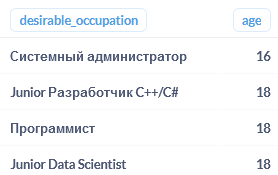 desirable_occupation age
Системный администратор 16
Junior Разработчик C++/C# 18
Программист 18
Junior Data Scientist 18